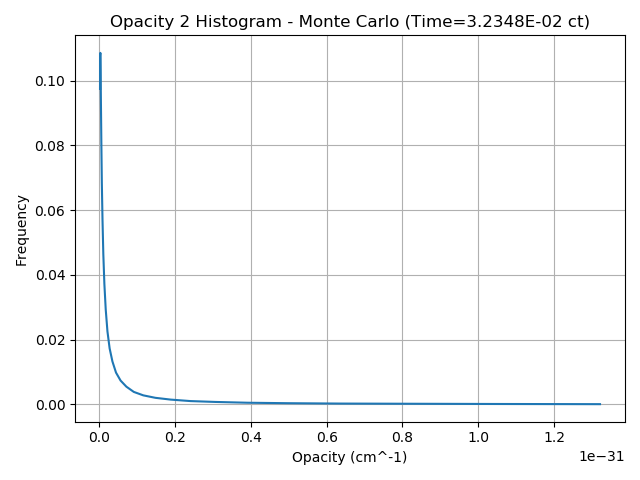 Opacity 2 Histogram - Monte Carlo (Time=3.2348E-02 ct)
Frequency
0.10
0.08
0.06
0.04
0.02
0.00
0.0 0.2 0.4 0.6 0.8 1.0 1.2
1e−31
Opacity (cm^-1)